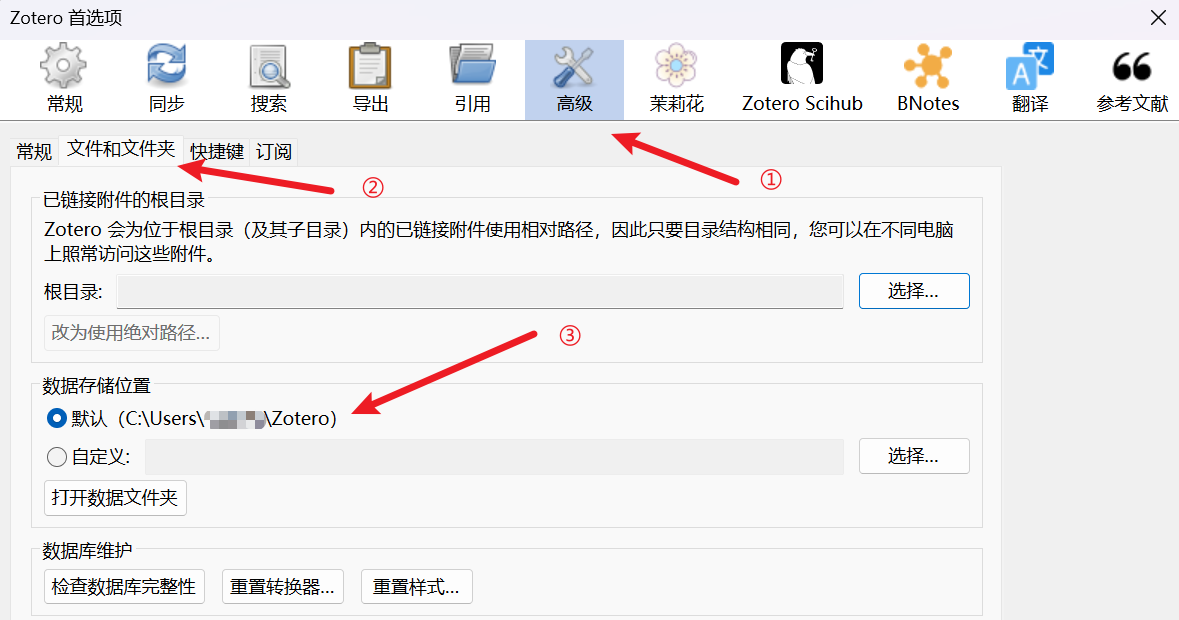 Zotero 首选项
常规 同步 搜索 导出 引用 高级 茉莉花 Zotero Scihub BNotes 翻译 参考文献
常规 文件和文件夹 快捷键 订阅
①
②
已链接附件的根目录
Zotero 会为位于根目录（及其子目录）内的已链接附件使用相对路径，因此只要目录结构相同，您可以在不同电脑
上照常访问这些附件。
根目录: 选择...
改为使用绝对路径...
③
数据存储位置
默认（C:\Users\ \Zotero）
自定义: 选择...
打开数据文件夹
数据库维护
检查数据库完整性 重置转换器... 重置样式...